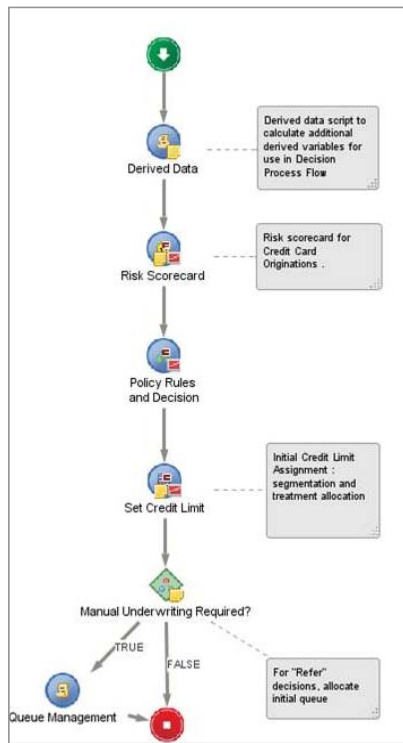 Derived data script to
calculate additional
derived variables for
use in Decision
Process Flow
Derived Data
Risk scorecard for
Credit Card
Originations .
Risk Scorecard
Policy Rules
and Decision
Initial Credit Limit
Assignment :
segmentation and
treatment allocation
Set Credit Limit
Manual Underwriting Required?
TRUE
FALSE
For "Refer"
decisions, allocate
initial queue
Queue Management